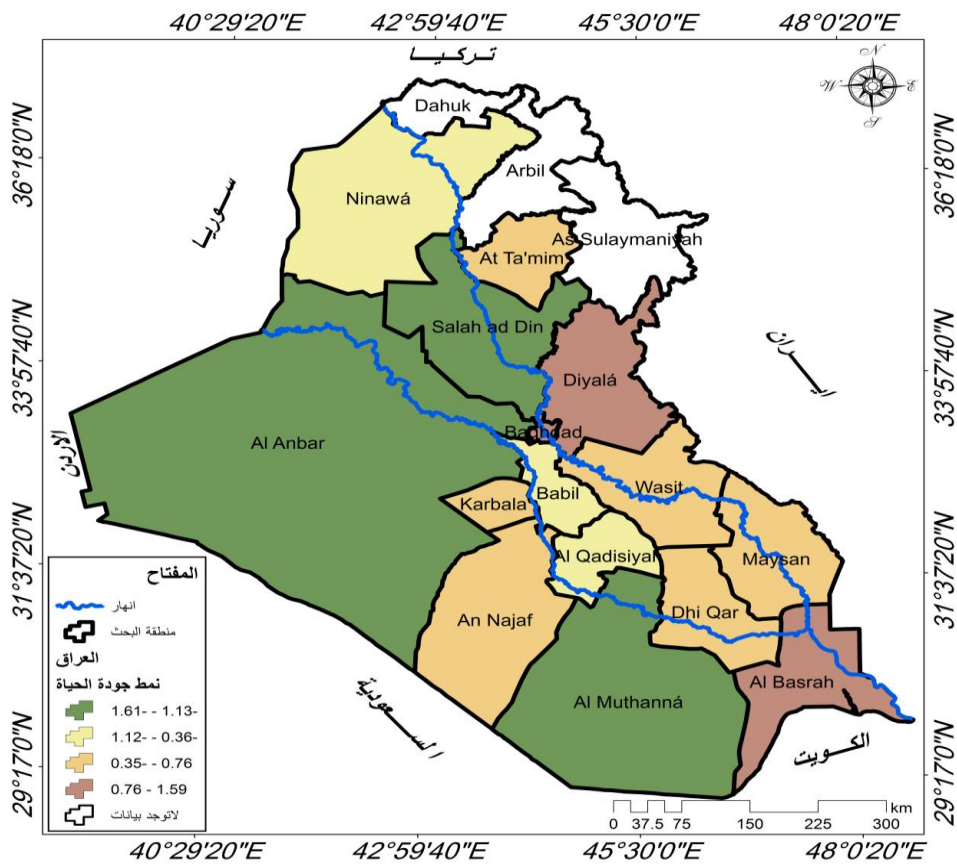 40°29'20"E 42°59'40"E 45°30'0"E 48°0'20"E
تركيا
N
W E
S
Dahuk
36°18'0"N 36°18'0"N
Arbil
سوريا
Ninawá
As Sulaymaniyah
At Ta'mim
Salah ad Din
ايران
33°57'40"N 33°57'40"N
Diyalá
Baghdad
Al Anbar
الاردن
Wasit
Babil
Karbala
31°37'20"N 31°37'20"N
Al Qadisiyah
Maysan
An Najaf
Dhi Qar
Al Basrah
Al Muthanná
السعودية
الكويت
29°17'0"N 29°17'0"N
المفتاح
انهار
منطقة البحث
العراق
نمط جودة الحياة
1.61- - 1.13-
1.12- - 0.36-
0.35- - 0.76
0.76 - 1.59
لاتوجد بيانات
km
0 37.5 75 150 225 300
40°29'20"E 42°59'40"E 45°30'0"E 48°0'20"E